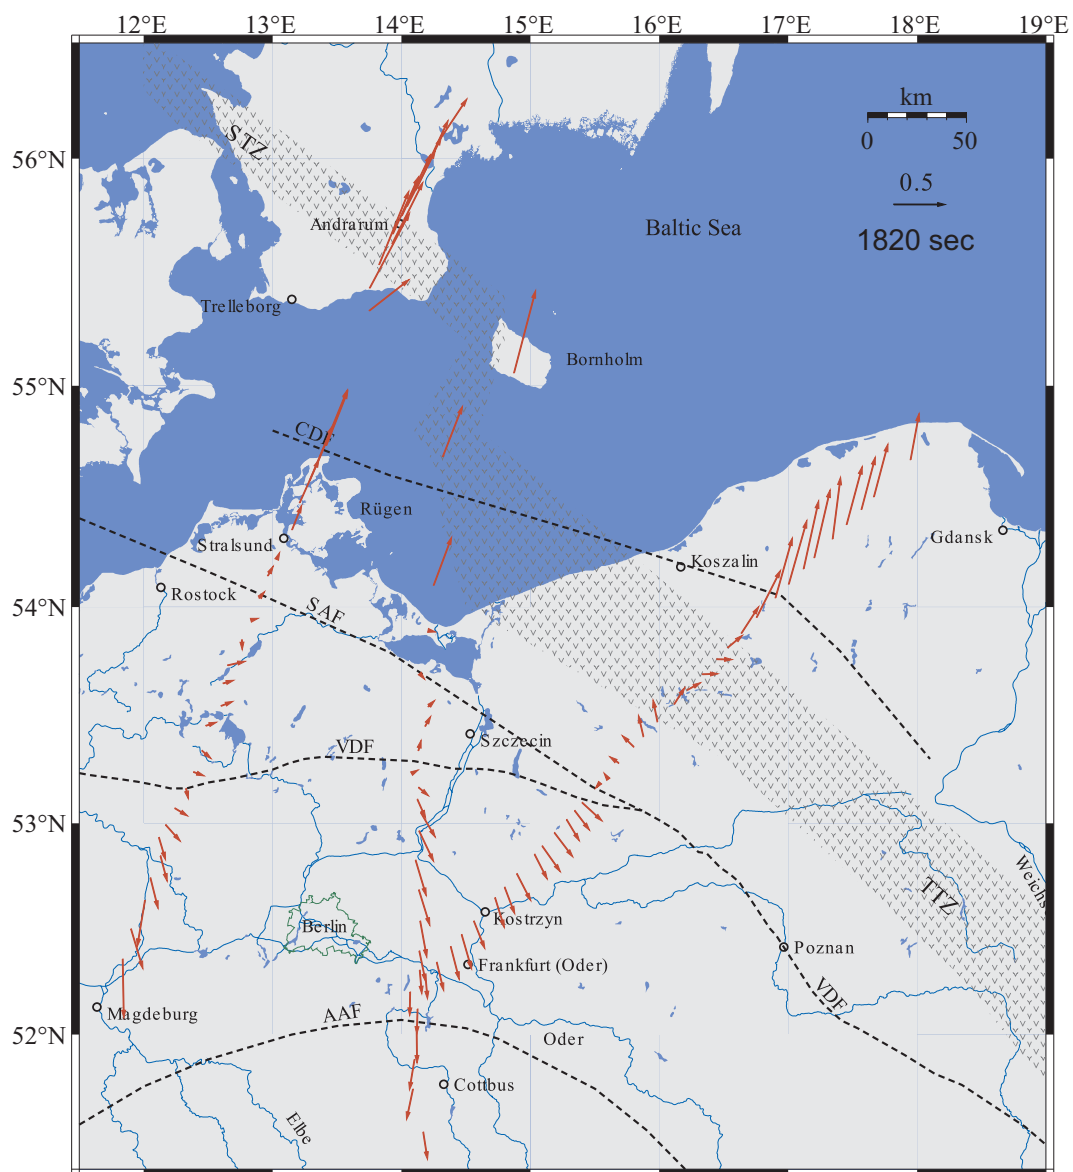 12°E 13°E 14°E 15°E 16°E 17°E 18°E 19°E
km
0 50
0.5
1820 sec
STZ
56°N
Andrarum
Baltic Sea
Trelleborg
Bornholm
55°N
CDF
Rügen
Stralsund
Gdansk
Koszalin
Rostock
54°N
SAF
Szczecin
VDF
53°N
Weichs
TTZ
Kostrzyn
Berlin
Poznan
Frankfurt (Oder)
VDF
Magdeburg
AAF
52°N
Oder
Cottbus
Elbe